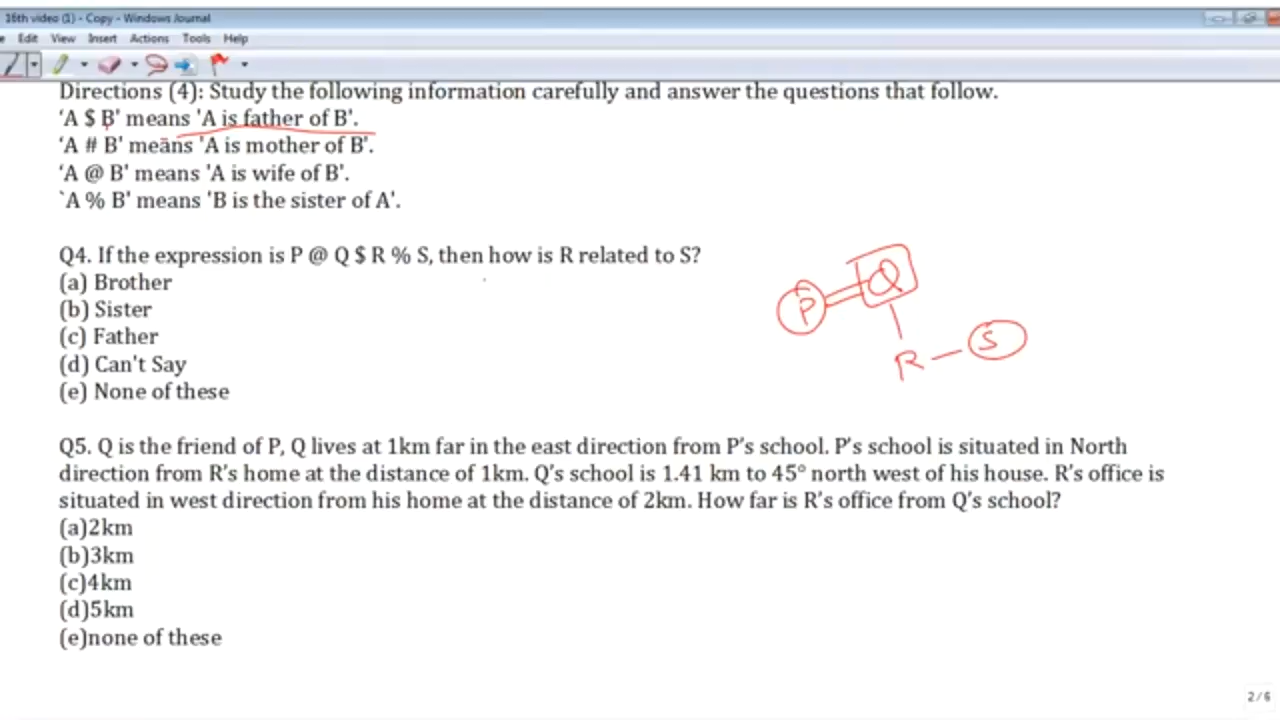 16th video (1) - Copy - Windows Journal
Edit View Insert Actions Tools Help
Directions (4): Study the following information carefully and answer the questions that follow.
‘A $ B' means 'A is father of B'.
‘A # B' means 'A is mother of B'.
‘A @ B' means 'A is wife of B'.
`A % B' means 'B is the sister of A'.
Q4. If the expression is P @ Q $ R % S, then how is R related to S?
(a) Brother
(b) Sister
(c) Father
(d) Can't Say
(e) None of these
P Q
R S
Q5. Q is the friend of P, Q lives at 1km far in the east direction from P's school. P's school is situated in North
direction from R's home at the distance of 1km. Q's school is 1.41 km to 45° north west of his house. R's office is
situated in west direction from his home at the distance of 2km. How far is R's office from Q's school?
(a)2km
(b)3km
(c)4km
(d)5km
(e)none of these
2/6